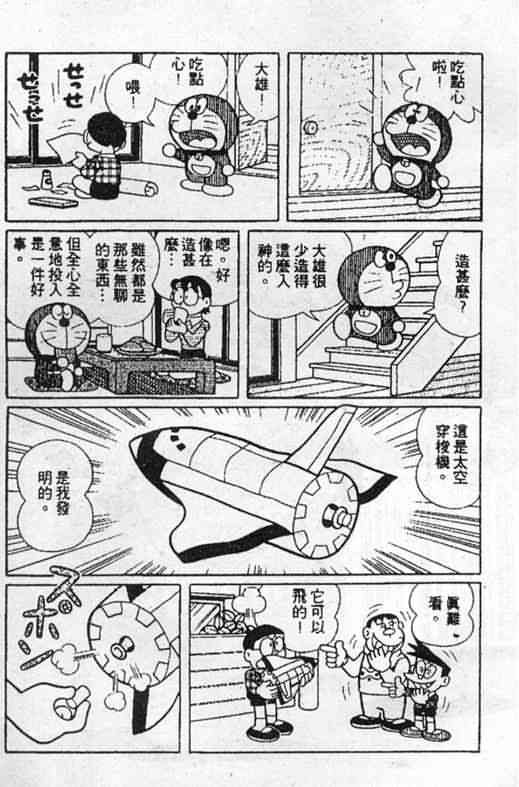 吃點心
啦！
大雄！
吃點
心！
喂！
せっせ
せっせ
造甚麼？
大雄很
少造得
這麼入
神的。
嗯。好
像在
造甚
麼…
雖然都是
那些無聊
的東西…
但全心全
意地投入
是一件好
事。
這是太空
穿梭機。
是我發
明的。
眞難
看。
它可以
飛的！